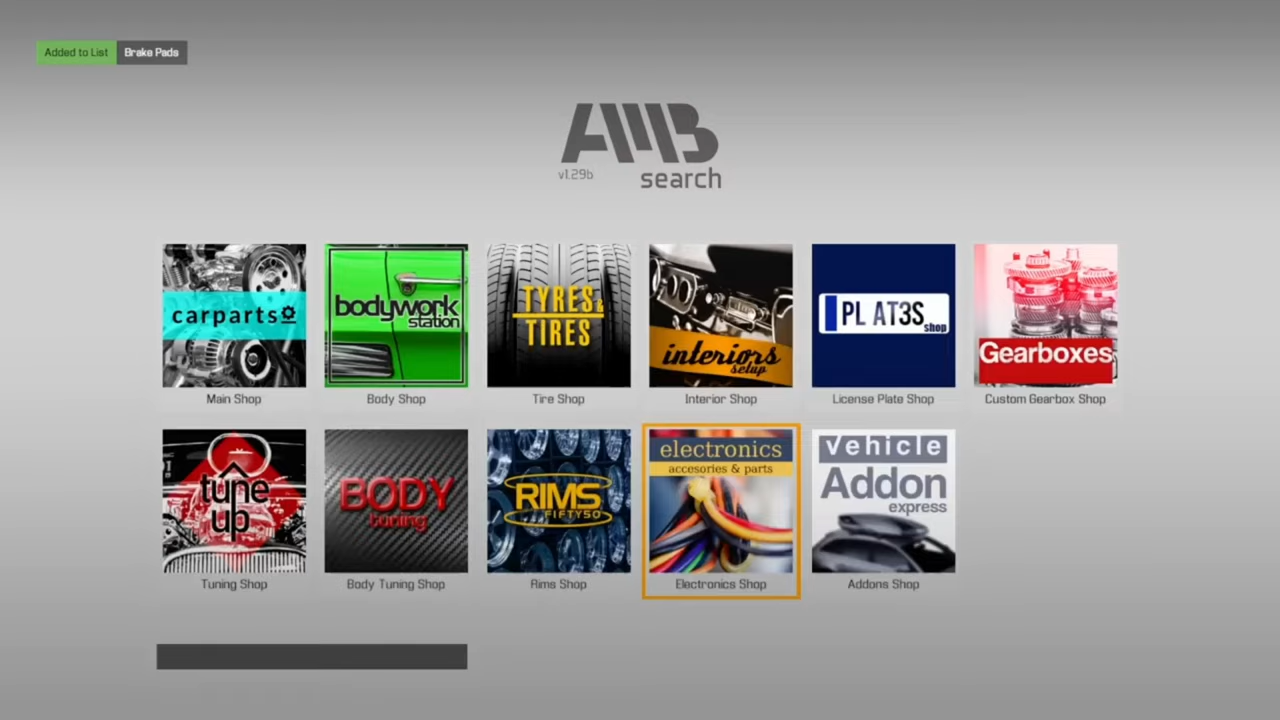 Added to List Brake Pads
AMB
v1.29b search
carparts
bodywork
station
TYRES &
TIRES
interiors
setup
PL AT3S
shop
Gearboxes
Main Shop
Body Shop
Tire Shop
Interior Shop
License Plate Shop
Custom Gearbox Shop
tune
up
BODY
tuning
RIMS
FIFTY50
electronics
accesories & parts
vehicle
Addon
express
Tuning Shop
Body Tuning Shop
Rims Shop
Electronics Shop
Addons Shop